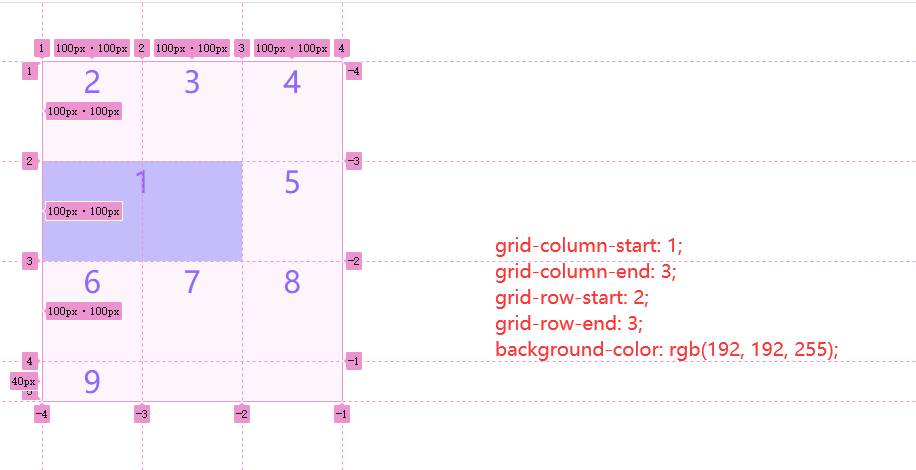 1 100px·100px 2 100px·100px 3 100px·100px 4
1 2 3 4 -4
100px·100px
2 -3
1 5
100px·100px
grid-column-start: 1;
3 -2
grid-column-end: 3;
6 7 8
grid-row-start: 2;
100px·100px
grid-row-end: 3;
background-color: rgb(192, 192, 255);
4 -1
40px 9
5
-4 -3 -2 -1